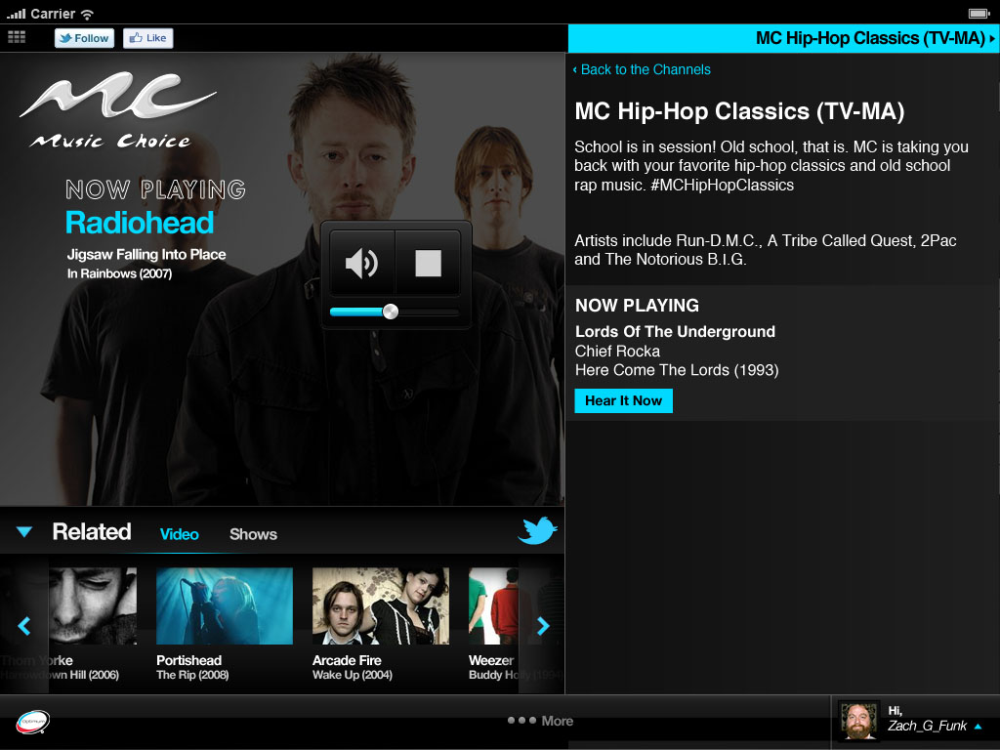 Carrier
Follow
Like
MC Hip-Hop Classics (TV-MA)
‹ Back to the Channels
MC
Music Choice
NOW PLAYING
Radiohead
Jigsaw Falling Into Place
In Rainbows (2007)
MC Hip-Hop Classics (TV-MA)
School is in session! Old school, that is. MC is taking you
back with your favorite hip-hop classics and old school
rap music. #MCHipHopClassics
Artists include Run-D.M.C., A Tribe Called Quest, 2Pac
and The Notorious B.I.G.
NOW PLAYING
Lords Of The Underground
Chief Rocka
Here Come The Lords (1993)
Hear It Now
Related
Video
Shows
Thom Yorke
Harrowdown Hill (2006)
Portishead
The Rip (2008)
Arcade Fire
Wake Up (2004)
Weezer
Buddy Holly (1994)
optimum
More
Hi,
Zach_G_Funk